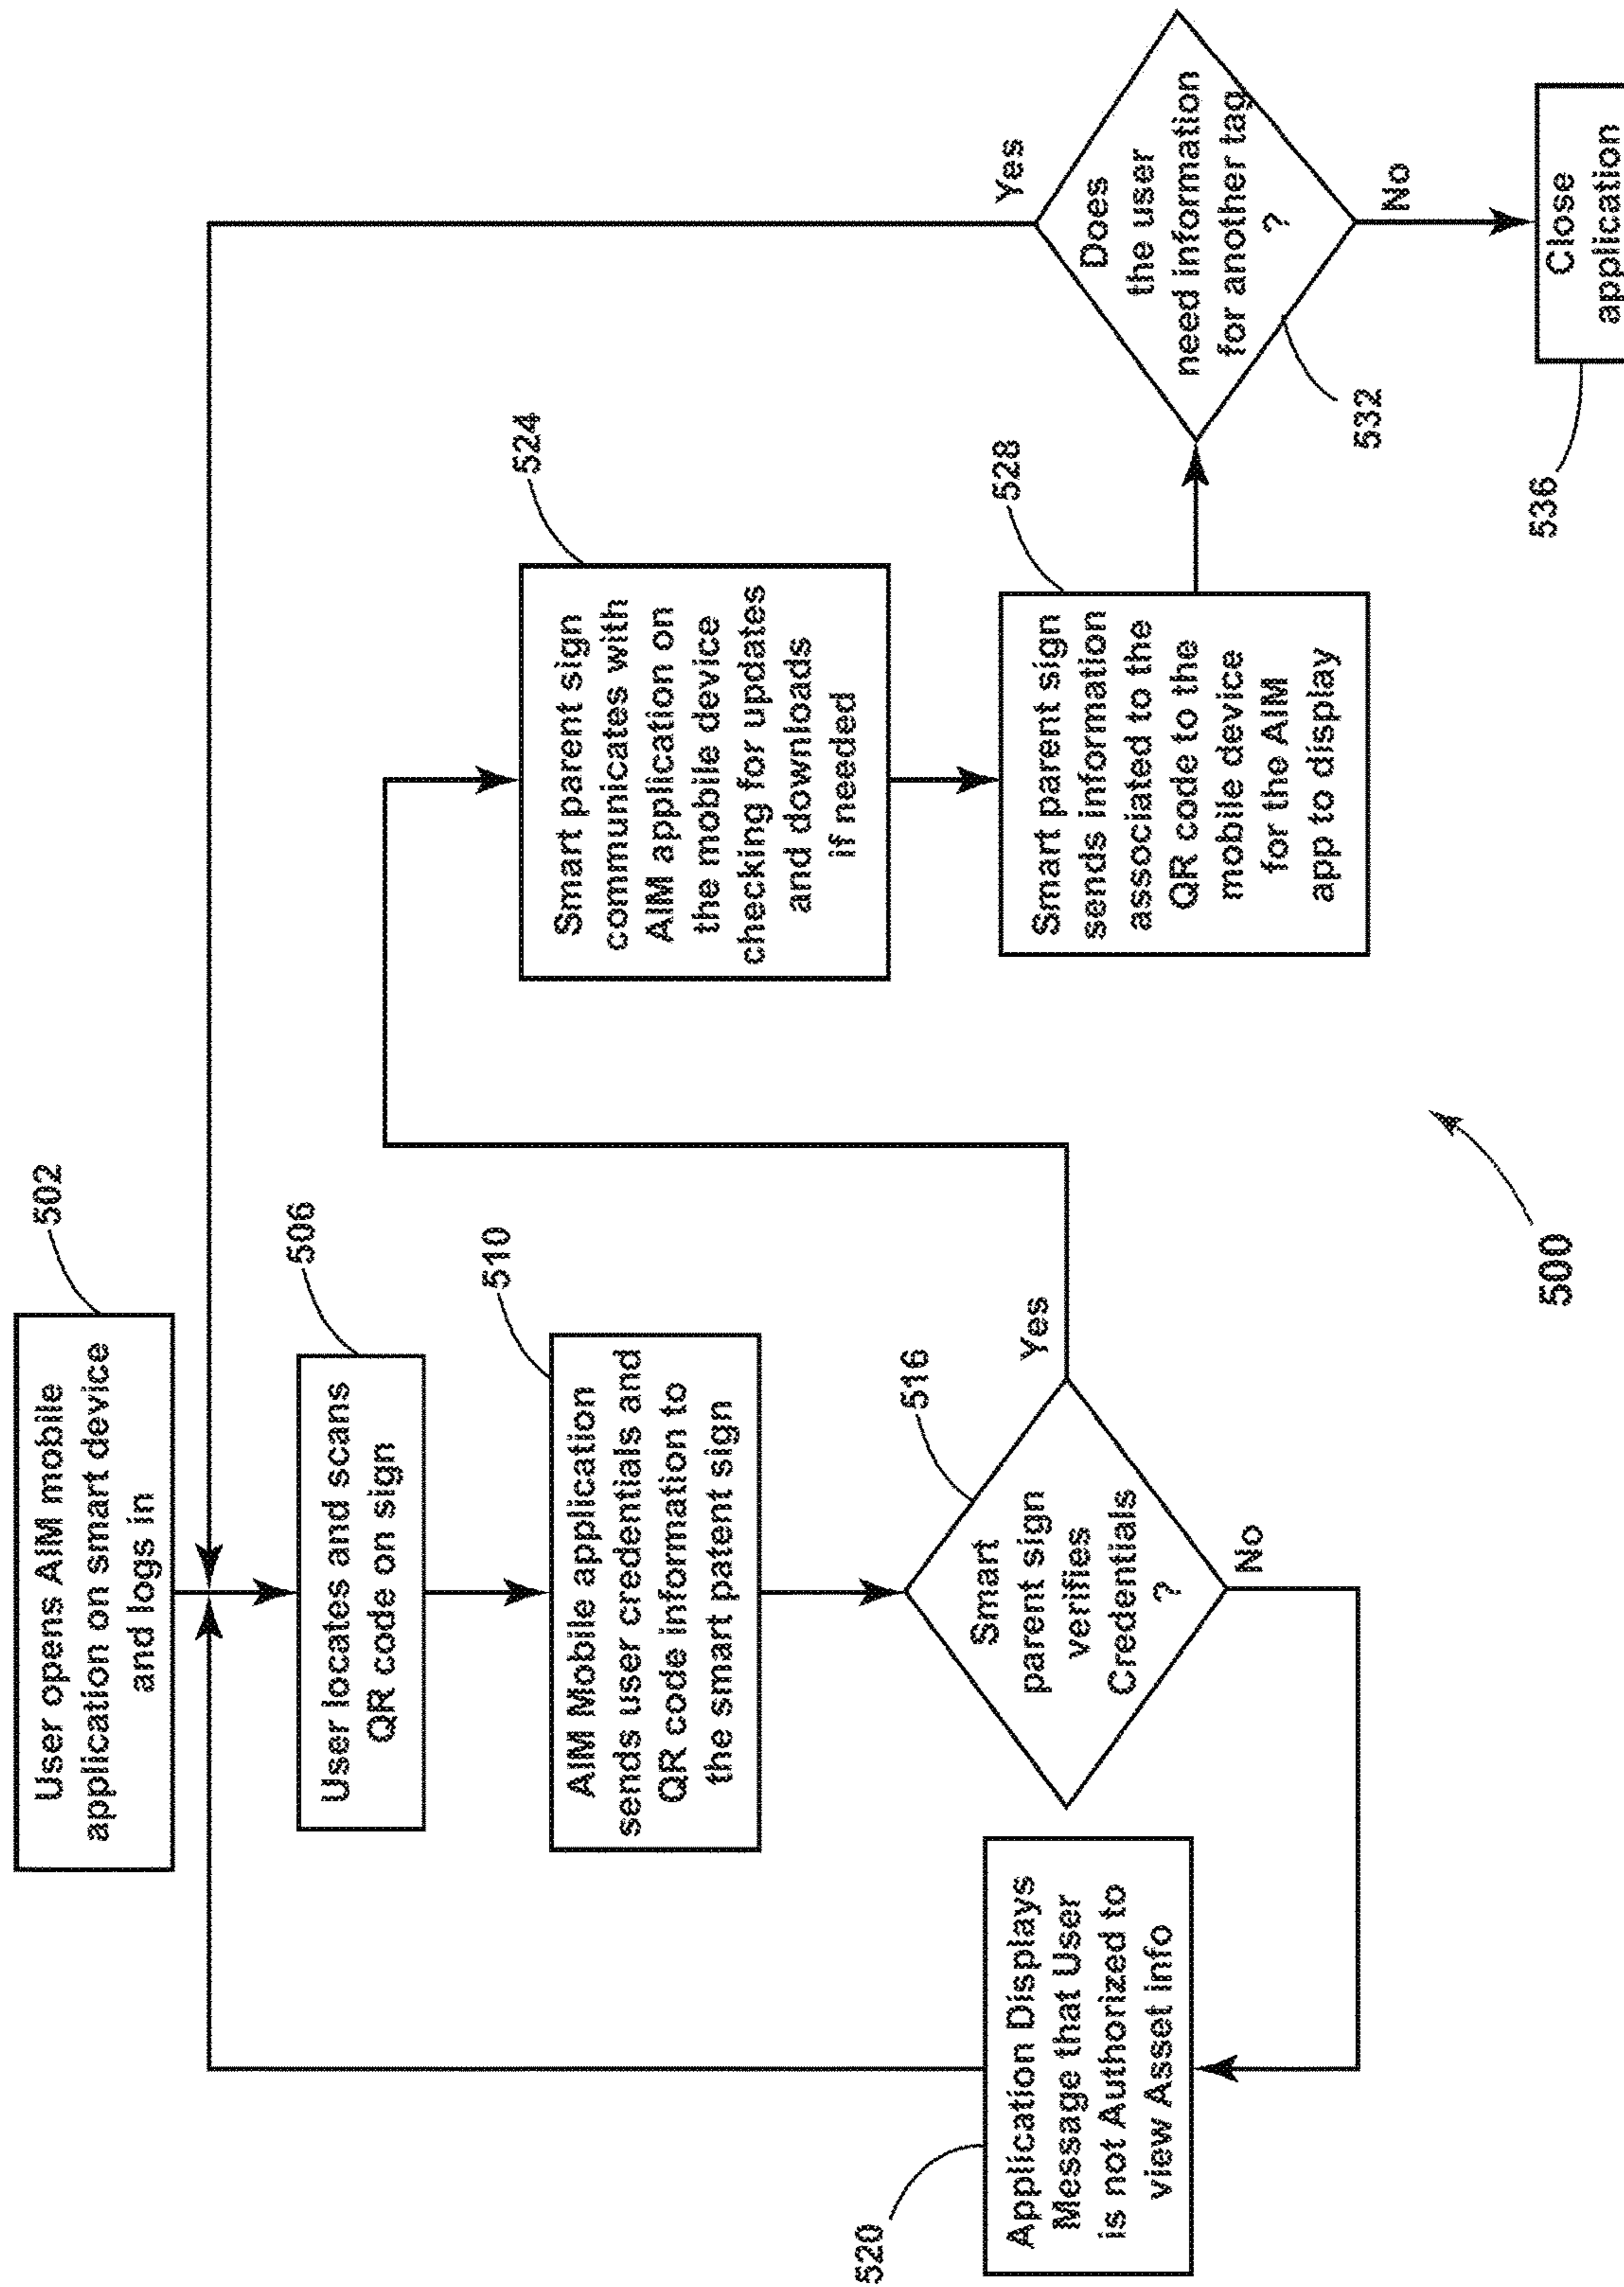 User opens AIM mobile
application on smart device
and logs in
502
User locates and scans
QR code on sign
506
AIM Mobile application
sends user credentials and
QR code information to
the smart patent sign
510
Smart
parent sign
verifies
Credentials
?
516
Yes
No
Application Displays
Message that User
is not Authorized to
view Asset info
520
Smart parent sign
communicates with
AIM application on
the mobile device
checking for updates
and downloads
if needed
524
Smart parent sign
sends information
associated to the
QR code to the
mobile device
for the AIM
app to display
528
Does
the user
need information
for another tag
?
532
Yes
No
Close
application
536
500